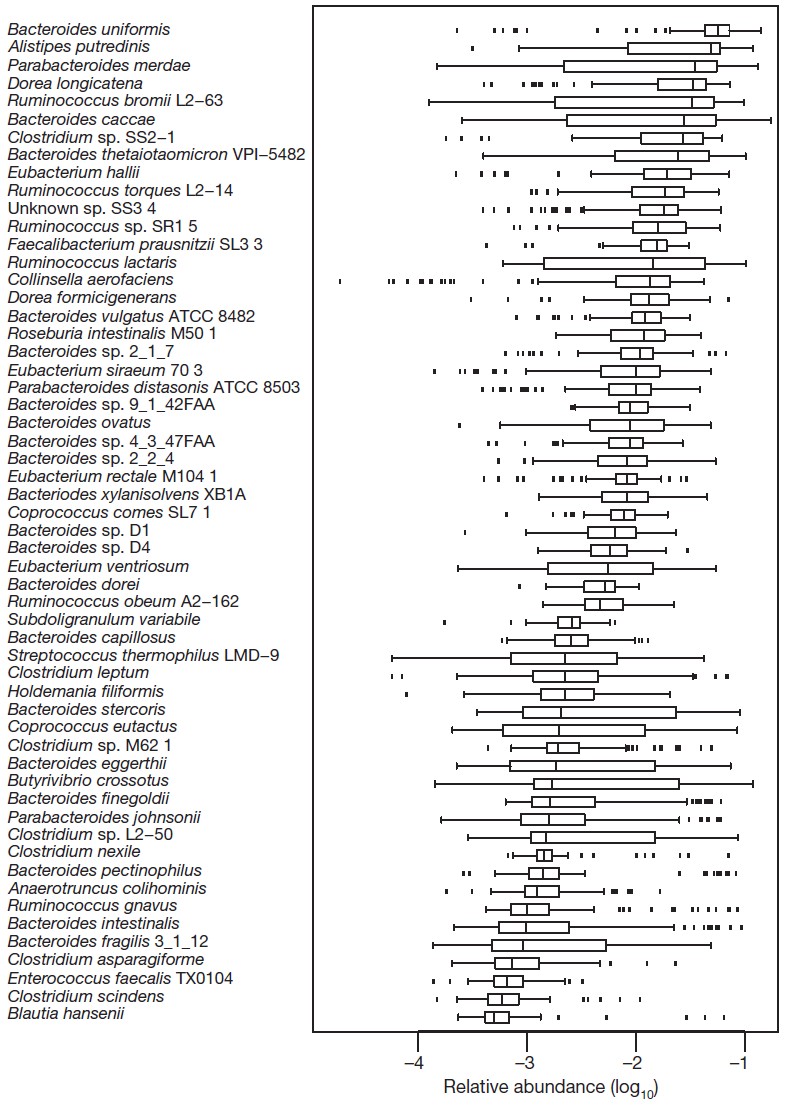 Bacteroides uniformis
Alistipes putredinis
Parabacteroides merdae
Dorea longicatena
Ruminococcus bromii L2−63
Bacteroides caccae
Clostridium sp. SS2−1
Bacteroides thetaiotaomicron VPI−5482
Eubacterium hallii
Ruminococcus torques L2−14
Unknown sp. SS3 4
Ruminococcus sp. SR1 5
Faecalibacterium prausnitzii SL3 3
Ruminococcus lactaris
Collinsella aerofaciens
Dorea formicigenerans
Bacteroides vulgatus ATCC 8482
Roseburia intestinalis M50 1
Bacteroides sp. 2_1_7
Eubacterium siraeum 70 3
Parabacteroides distasonis ATCC 8503
Bacteroides sp. 9_1_42FAA
Bacteroides ovatus
Bacteroides sp. 4_3_47FAA
Bacteroides sp. 2_2_4
Eubacterium rectale M104 1
Bacteriodes xylanisolvens XB1A
Coprococcus comes SL7 1
Bacteroides sp. D1
Bacteroides sp. D4
Eubacterium ventriosum
Bacteroides dorei
Ruminococcus obeum A2−162
Subdoligranulum variabile
Bacteroides capillosus
Streptococcus thermophilus LMD−9
Clostridium leptum
Holdemania filiformis
Bacteroides stercoris
Coprococcus eutactus
Clostridium sp. M62 1
Bacteroides eggerthii
Butyrivibrio crossotus
Bacteroides finegoldii
Parabacteroides johnsonii
Clostridium sp. L2−50
Clostridium nexile
Bacteroides pectinophilus
Anaerotruncus colihominis
Ruminococcus gnavus
Bacteroides intestinalis
Bacteroides fragilis 3_1_12
Clostridium asparagiforme
Enterococcus faecalis TX0104
Clostridium scindens
Blautia hansenii
−4 −3 −2 −1
Relative abundance (log10)